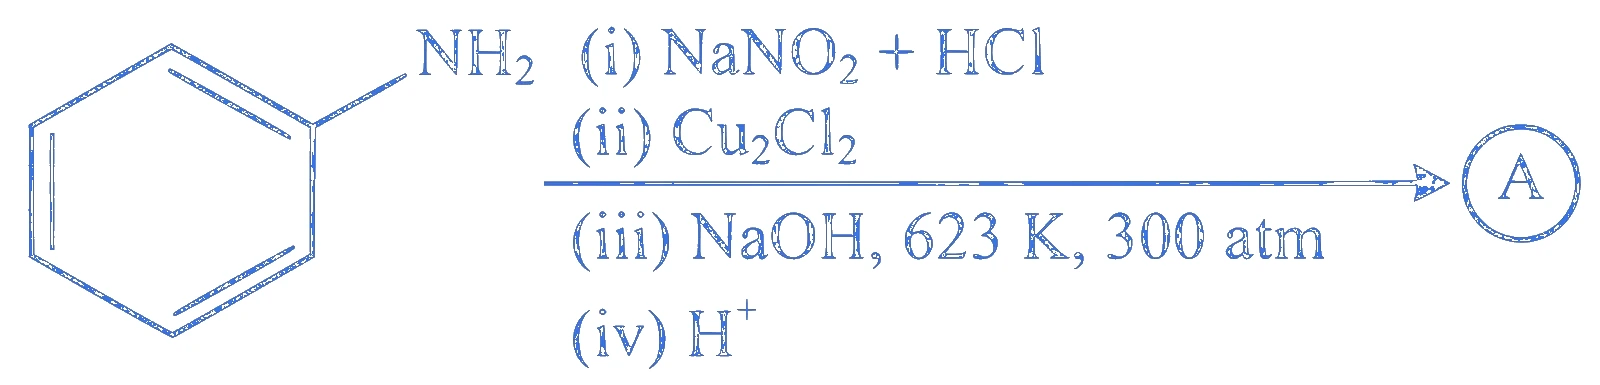 NH₂
(i) NaNO₂ + HCl
(ii) Cu₂Cl₂
(iii) NaOH, 623 K, 300 atm
(iv) H⁺
A